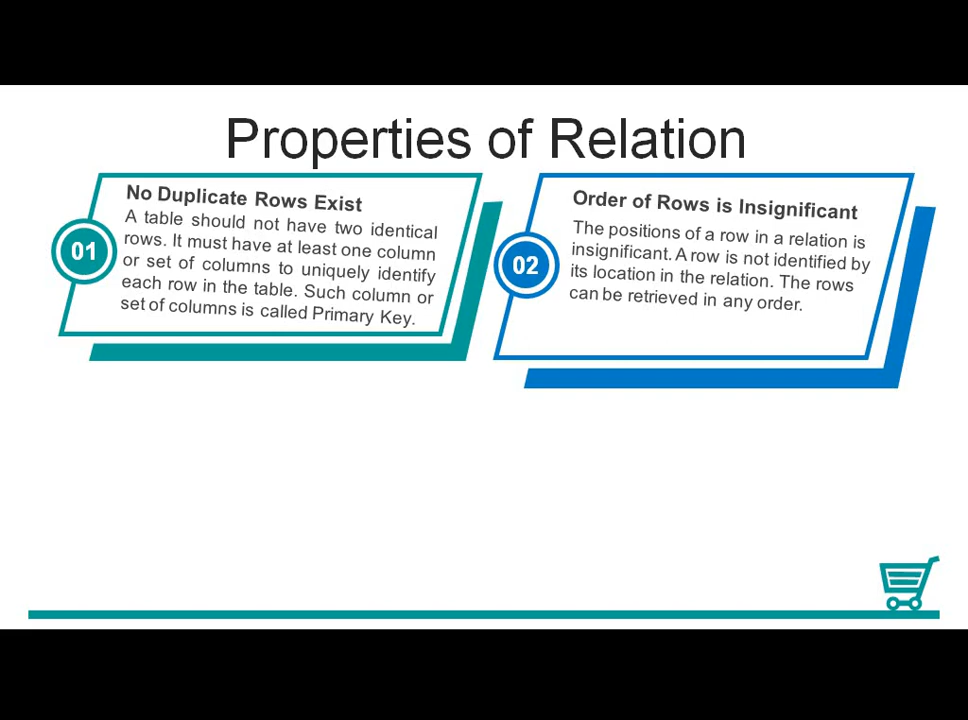 Properties of Relation
01
No Duplicate Rows Exist
A table should not have two identical
rows. It must have at least one column
or set of columns to uniquely identify
each row in the table. Such column or
set of columns is called Primary Key.
02
Order of Rows is Insignificant
The positions of a row in a relation is
insignificant. A row is not identified by
its location in the relation. The rows
can be retrieved in any order.